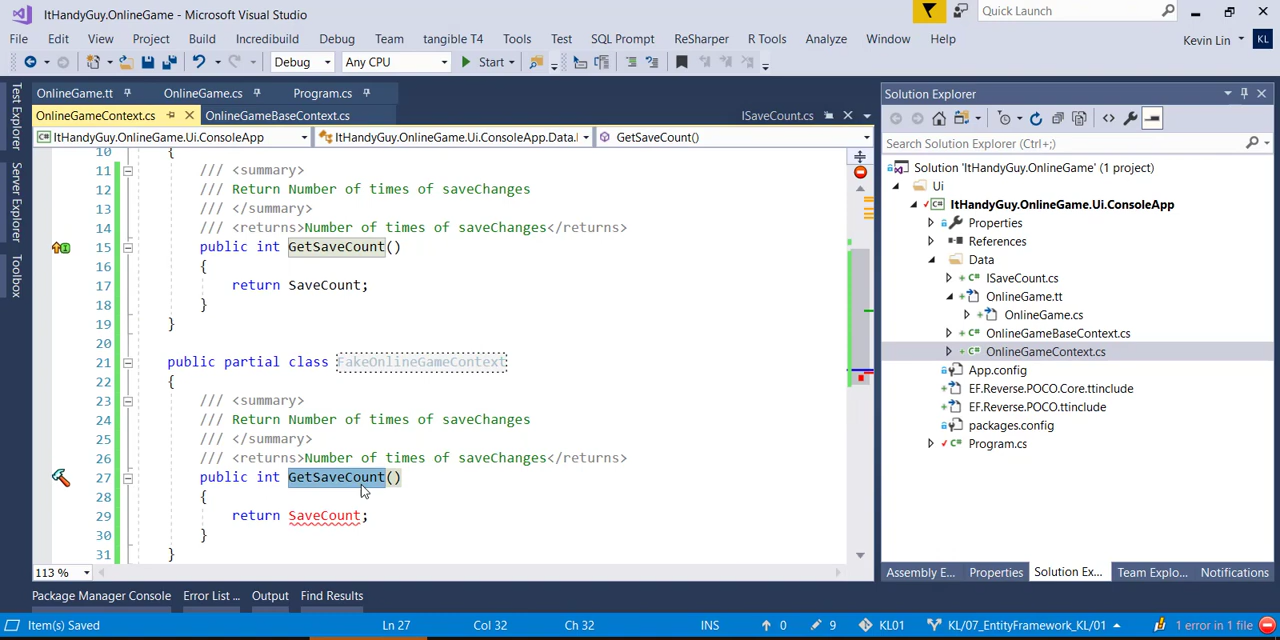 ItHandyGuy.OnlineGame - Microsoft Visual Studio
Quick Launch
File Edit View Project Build Incredibuild Debug Team tangible T4 Tools Test SQL Prompt ReSharper R Tools Analyze Window Help
Kevin Lin KL
Debug Any CPU Start
Test Explorer
Server Explorer
Toolbox
OnlineGame.tt OnlineGame.cs Program.cs
OnlineGameContext.cs OnlineGameBaseContext.cs ISaveCount.cs
ItHandyGuy.OnlineGame.Ui.ConsoleApp ItHandyGuy.OnlineGame.Ui.ConsoleApp.Data. GetSaveCount()
10 {
11 /// <summary>
12 /// Return Number of times of saveChanges
13 /// </summary>
14 /// <returns>Number of times of saveChanges</returns>
15 public int GetSaveCount()
16 {
17 return SaveCount;
18 }
19 }
20
21 public partial class FakeOnlineGameContext
22 {
23 /// <summary>
24 /// Return Number of times of saveChanges
25 /// </summary>
26 /// <returns>Number of times of saveChanges</returns>
27 public int GetSaveCount()
28 {
29 return SaveCount;
30 }
31 }
113 %
Solution Explorer
Search Solution Explorer (Ctrl+;)
Solution 'ItHandyGuy.OnlineGame' (1 project)
Ui
ItHandyGuy.OnlineGame.Ui.ConsoleApp
Properties
References
Data
ISaveCount.cs
OnlineGame.tt
OnlineGame.cs
OnlineGameBaseContext.cs
OnlineGameContext.cs
App.config
EF.Reverse.POCO.Core.ttinclude
EF.Reverse.POCO.ttinclude
packages.config
Program.cs
Assembly E... Properties Solution Ex... Team Explo... Notifications
Package Manager Console Error List ... Output Find Results
Item(s) Saved Ln 27 Col 32 Ch 32 INS 0 9 KL01 KL/07_EntityFramework_KL/01 1 error in 1 file